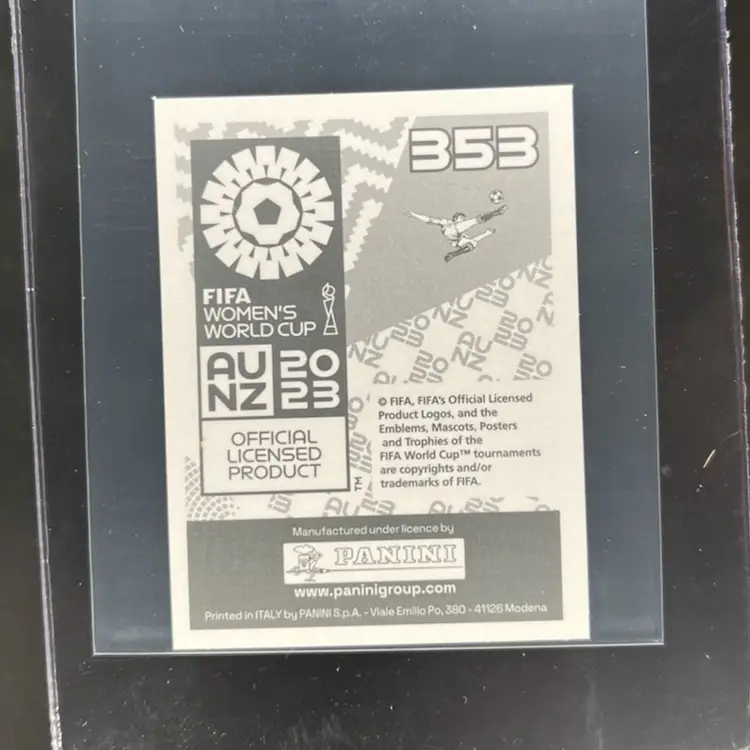 353
FIFA
WOMEN'S
WORLD CUP
AU 20
NZ 23
OFFICIAL
LICENSED
PRODUCT
TM
© FIFA, FIFA's Official Licensed
Product Logos, and the
Emblems, Mascots, Posters
and Trophies of the
FIFA World Cup™ tournaments
are copyrights and/or
trademarks of FIFA.
Manufactured under licence by
PANINI
www.paninigroup.com
Printed in ITALY by PANINI S.p.A. - Viale Emilio Po, 380 - 41126 Modena